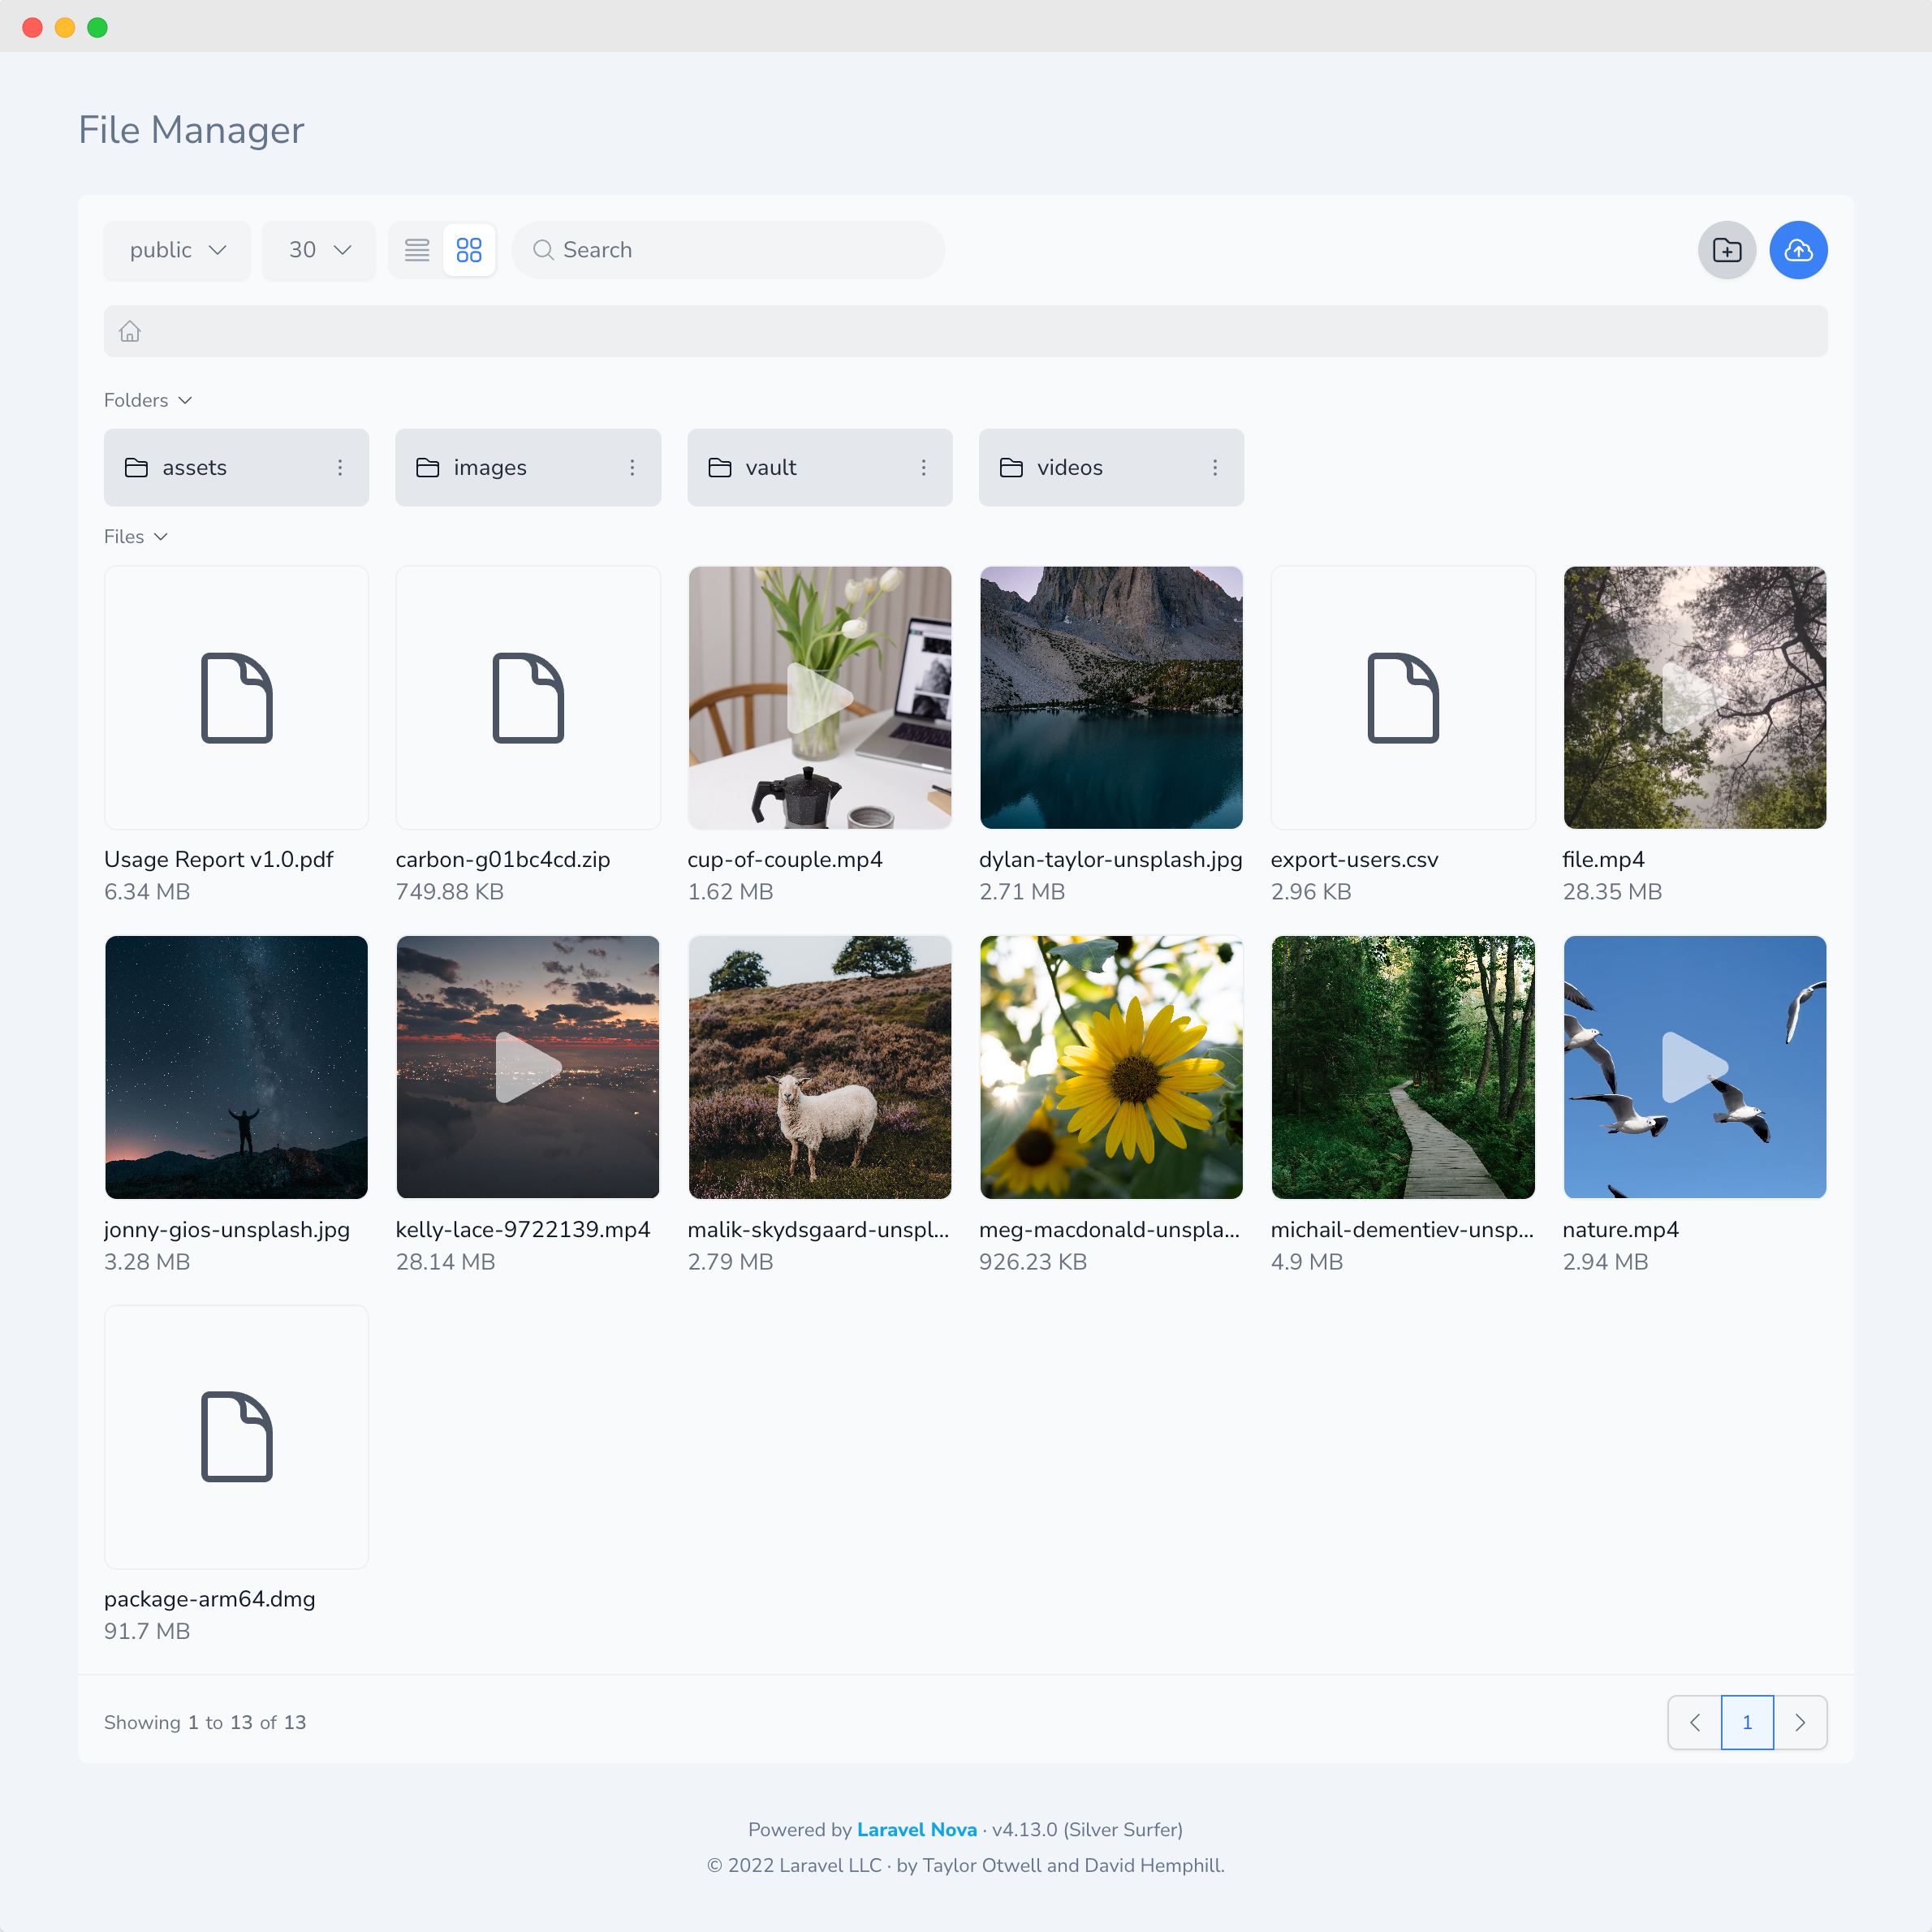 File Manager
public 30 Search
Folders
assets images vault videos
Files
Usage Report v1.0.pdf carbon-g01bc4cd.zip cup-of-couple.mp4 dylan-taylor-unsplash.jpg export-users.csv file.mp4
6.34 MB 749.88 KB 1.62 MB 2.71 MB 2.96 KB 28.35 MB
jonny-gios-unsplash.jpg kelly-lace-9722139.mp4 malik-skydsgaard-unspl... meg-macdonald-unspla... michail-dementiev-unsp... nature.mp4
3.28 MB 28.14 MB 2.79 MB 926.23 KB 4.9 MB 2.94 MB
package-arm64.dmg
91.7 MB
Showing 1 to 13 of 13 1
Powered by Laravel Nova · v4.13.0 (Silver Surfer)
© 2022 Laravel LLC · by Taylor Otwell and David Hemphill.